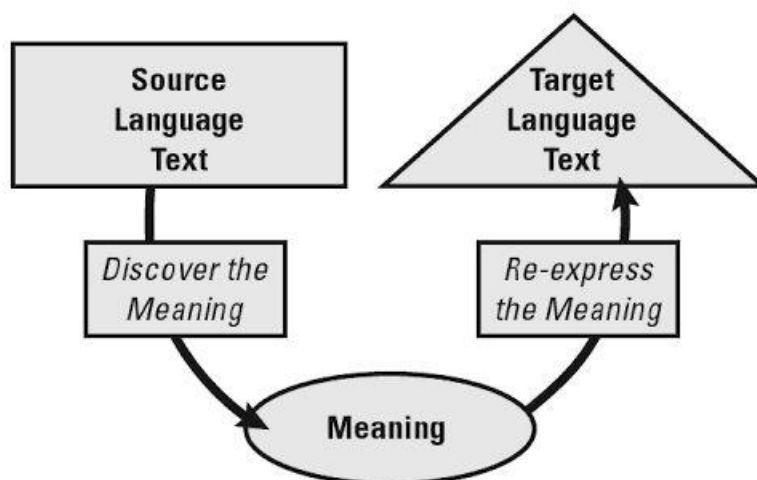 Source
Language
Text
Target
Language
Text
Discover the
Meaning
Re-express
the Meaning
Meaning